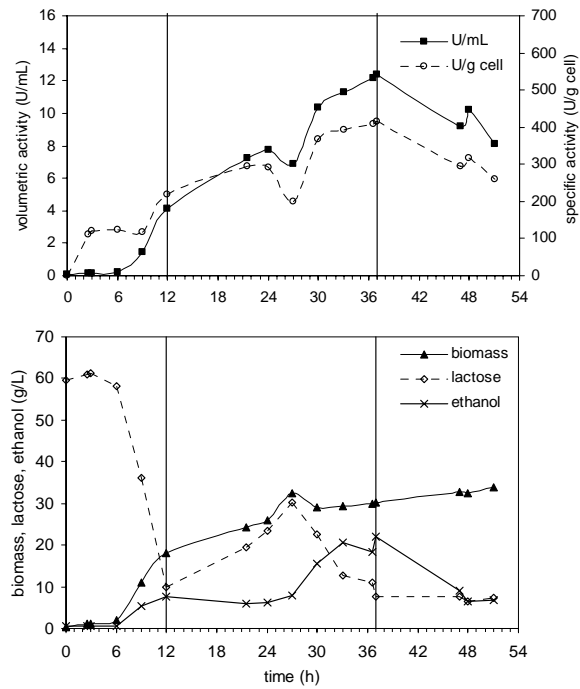 volumetric activity (U/mL)
16
14
12
10
8
6
4
2
0
U/mL
U/g cell
700
600
500
400
300
200
100
0
specific activity (U/g cell)
0 6 12 18 24 30 36 42 48 54
biomass, lactose, ethanol (g/L)
70
60
50
40
30
20
10
0
biomass
lactose
ethanol
0 6 12 18 24 30 36 42 48 54
time (h)